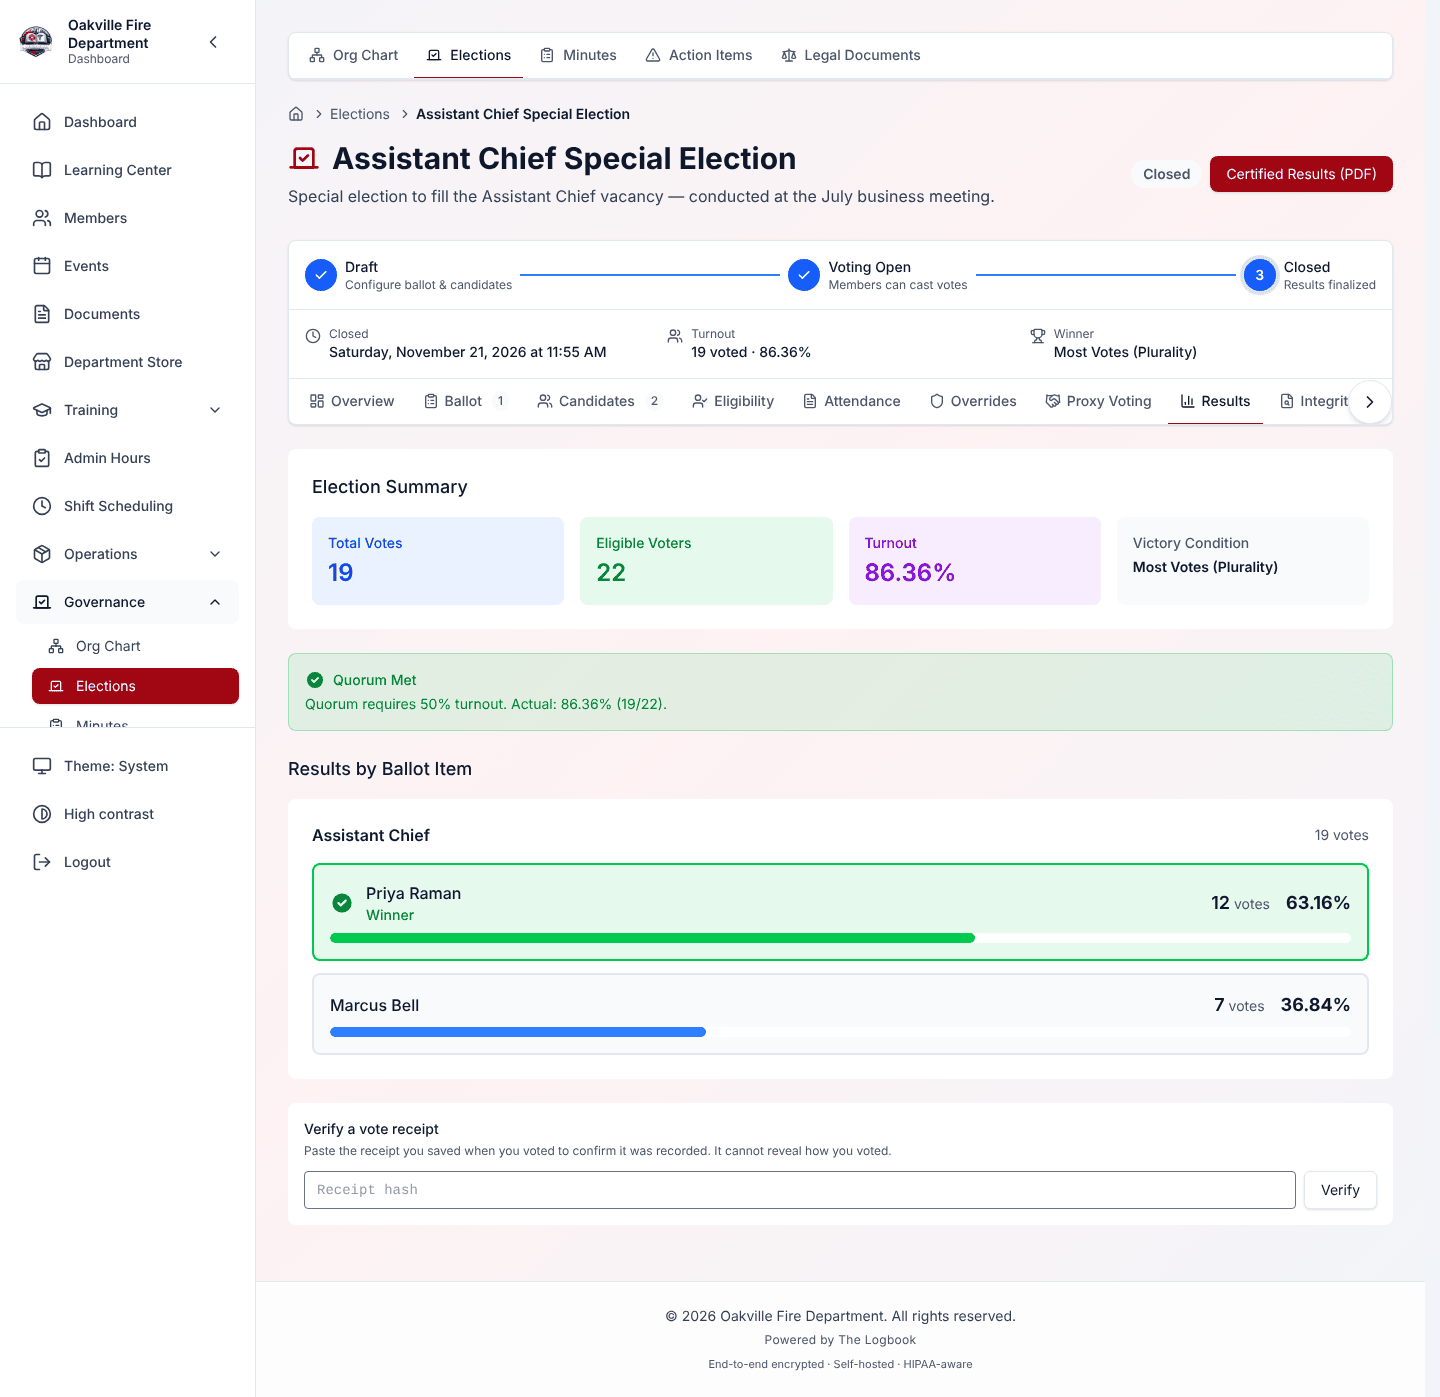 Oakville Fire
Department
Dashboard
Dashboard
Learning Center
Members
Events
Documents
Department Store
Training
Admin Hours
Shift Scheduling
Operations
Governance
Org Chart
Elections
Minutes
Theme: System
High contrast
Logout
Org Chart
Elections
Minutes
Action Items
Legal Documents
Elections
Assistant Chief Special Election
Assistant Chief Special Election
Special election to fill the Assistant Chief vacancy — conducted at the July business meeting.
Closed
Certified Results (PDF)
Draft
Configure ballot & candidates
Voting Open
Members can cast votes
3
Closed
Results finalized
Closed
Saturday, November 21, 2026 at 11:55 AM
Turnout
19 voted · 86.36%
Winner
Most Votes (Plurality)
Overview
Ballot 1
Candidates 2
Eligibility
Attendance
Overrides
Proxy Voting
Results
Integrit
Election Summary
Total Votes
19
Eligible Voters
22
Turnout
86.36%
Victory Condition
Most Votes (Plurality)
Quorum Met
Quorum requires 50% turnout. Actual: 86.36% (19/22).
Results by Ballot Item
Assistant Chief
19 votes
Priya Raman
Winner
12 votes 63.16%
Marcus Bell
7 votes 36.84%
Verify a vote receipt
Paste the receipt you saved when you voted to confirm it was recorded. It cannot reveal how you voted.
Receipt hash
Verify
© 2026 Oakville Fire Department. All rights reserved.
Powered by The Logbook
End-to-end encrypted · Self-hosted · HIPAA-aware